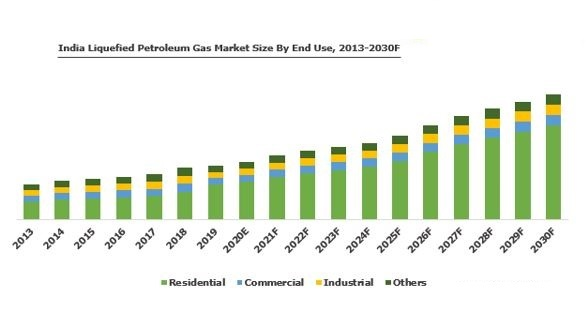 India Liquefied Petroleum Gas Market Size By End Use, 2013-2030F
2013 2014 2015 2016 2017 2018 2019 2020E 2021F 2022F 2023F 2024F 2025F 2026F 2027F 2028F 2029F 2030F
Residential Commercial Industrial Others